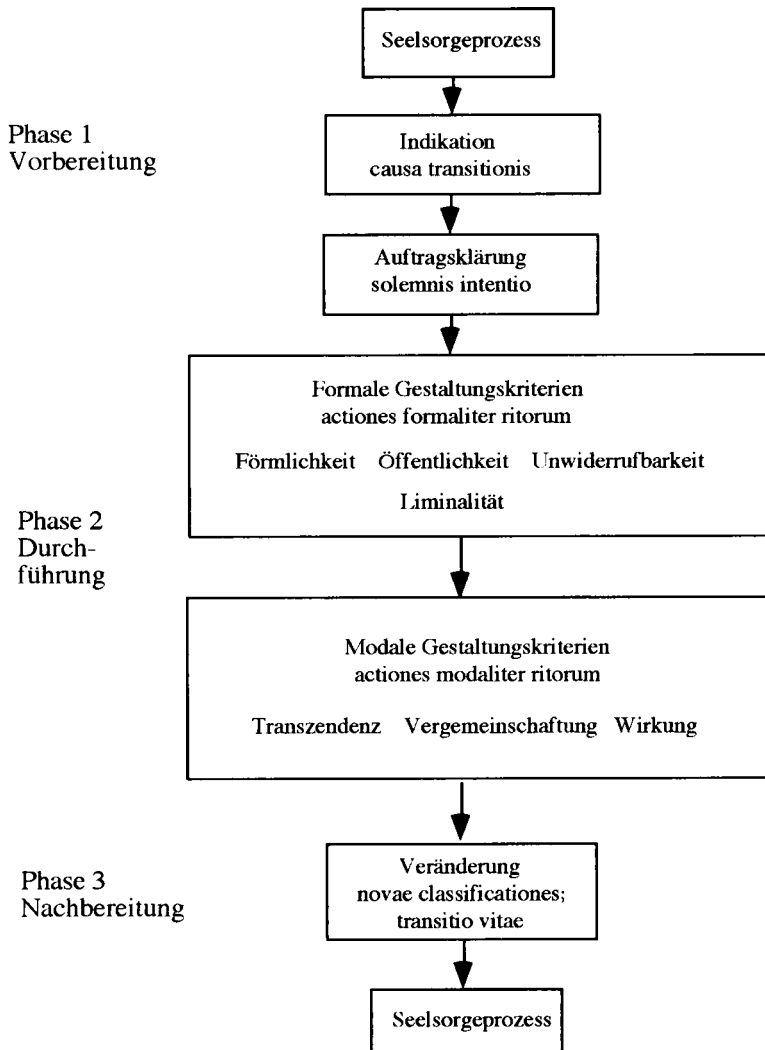 Seelsorgeprozess
Phase 1
Vorbereitung
Indikation
causa transitionis
Auftragsklärung
solemnis intentio
Formale Gestaltungskriterien
actiones formaliter ritorum
Förmlichkeit Öffentlichkeit Unwiderrufbarkeit
Liminalität
Phase 2
Durch-
führung
Modale Gestaltungskriterien
actiones modaliter ritorum
Transzendenz Vergemeinschaftung Wirkung
Phase 3
Nachbereitung
Veränderung
novae classificationes;
transitio vitae
Seelsorgeprozess